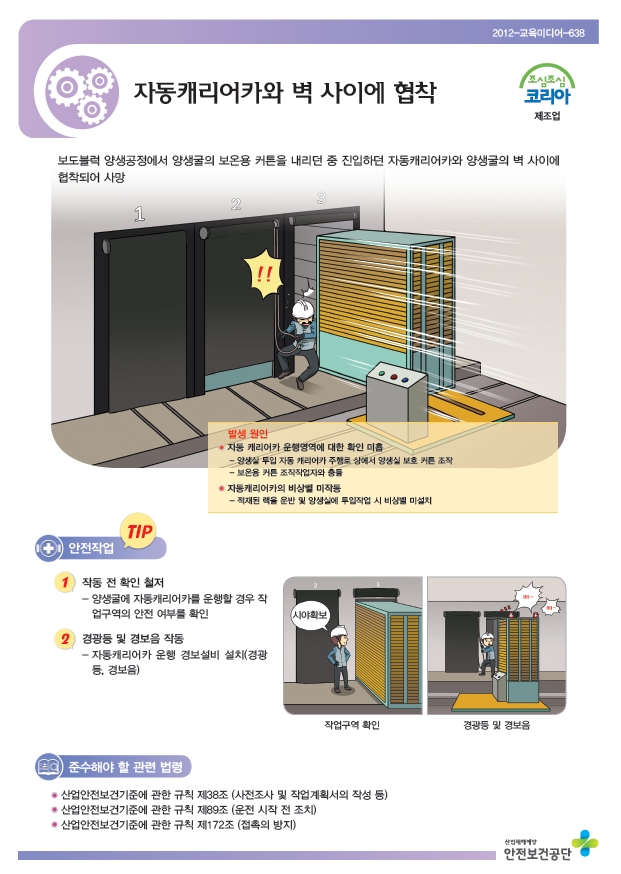 2012-교육미디어-638
자동캐리어카와 벽 사이에 협착
조심조심
코리아
제조업
보도블럭 양생공정에서 양생굴의 보온용 커튼을 내리던 중 진입하던 자동캐리어카와 양생굴의 벽 사이에
협착되어 사망
1
2
3
!!
발생 원인
자동 캐리어카 운행영역에 대한 확인 미흡
- 양생실 투입 자동 캐리어카 주행로 상에서 양생실 보호 커튼 조작
- 보온용 커튼 조작작업자와 충돌
자동캐리어카의 비상벨 미작동
- 적재된 랙을 운반 및 양생실에 투입작업 시 비상벨 미설치
안전작업
TIP
1 작동 전 확인 철저
- 양생굴에 자동캐리어카를 운행할 경우 작
업구역의 안전 여부를 확인
2 경광등 및 경보음 작동
- 자동캐리어카 운행 경보설비 설치(경광
등, 경보음)
2
3
시야확보
작업구역 확인
경광등 및 경보음
준수해야 할 관련 법령
산업안전보건기준에 관한 규칙 제38조 (사전조사 및 작업계획서의 작성 등)
산업안전보건기준에 관한 규칙 제89조 (운전 시작 전 조치)
산업안전보건기준에 관한 규칙 제172조 (접촉의 방지)
산업재해예방
안전보건공단